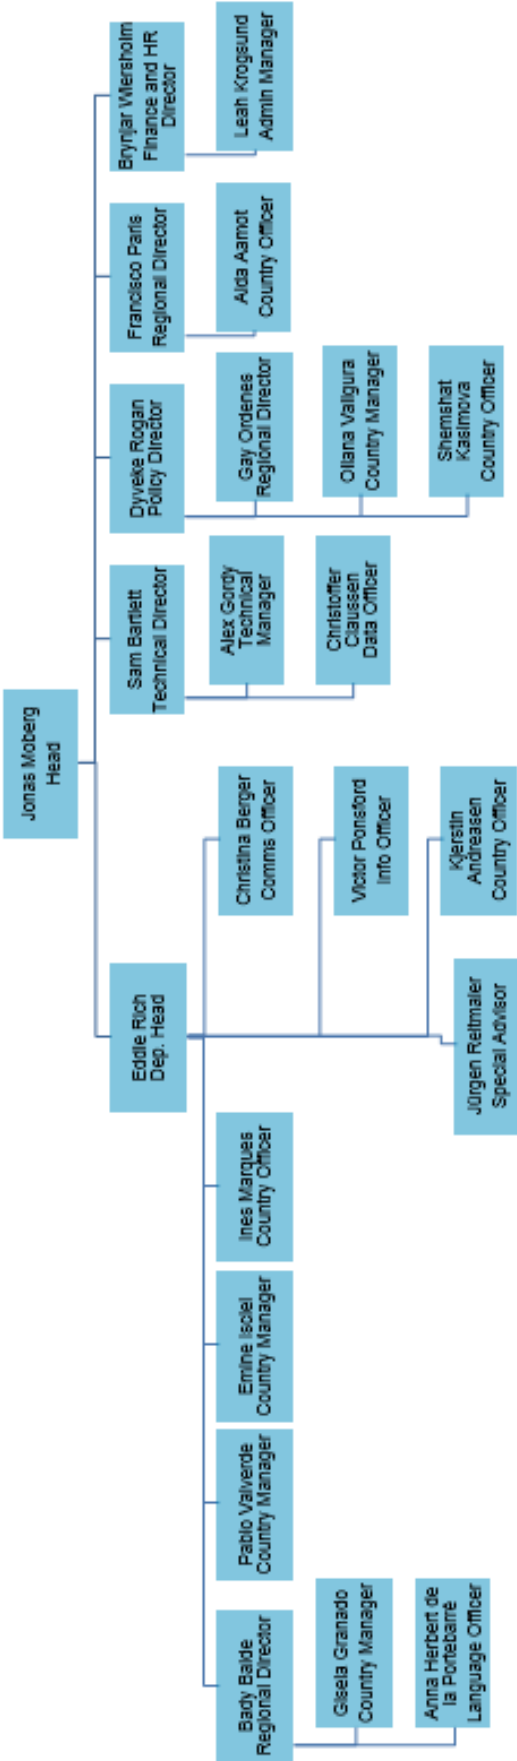 Jonas Moberg
Head
Eddie Rich
Dep. Head
Sam Bartlett
Technical Director
Dyveke Rogan
Policy Director
Francisco Paris
Regional Director
Brynjar Wiersholm
Finance and HR
Director
Bady Balde
Regional Director
Pablo Valverde
Country Manager
Emine Isciel
Country Manager
Ines Marques
Country Officer
Christina Berger
Comms Officer
Alex Gordy
Technical
Manager
Gay Ordenes
Regional Director
Aida Aamot
Country Officer
Leah Krogsund
Admin Manager
Gisela Granado
Country Manager
Victor Ponsford
Info Officer
Christoffer
Claussen
Data Officer
Oliana Valigura
Country Manager
Anna Herbert de
la Portebarré
Language Officer
Jürgen Reitmaier
Special Advisor
Kjerstin
Andreasen
Country Officer
Shemshat
Kasimova
Country Officer